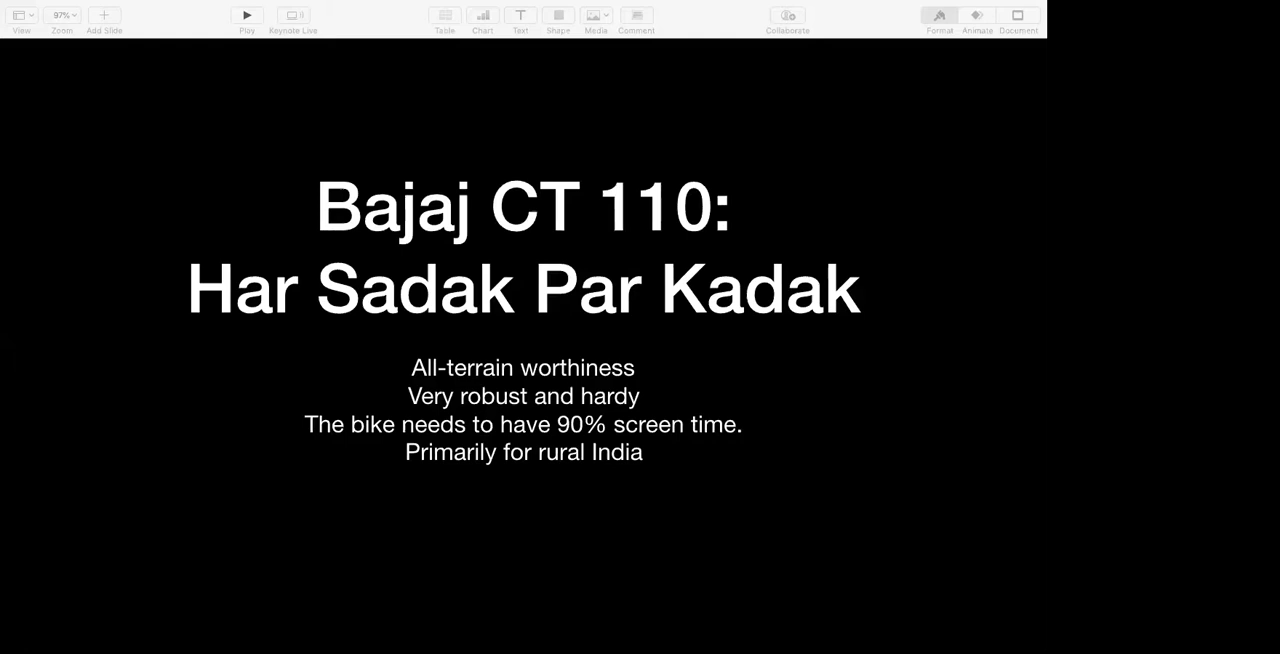 97%
View Zoom Add Slide Play Keynote Live Table Chart Text Shape Media Comment Collaborate Format Animate Document
Bajaj CT 110:
Har Sadak Par Kadak
All-terrain worthiness
Very robust and hardy
The bike needs to have 90% screen time.
Primarily for rural India